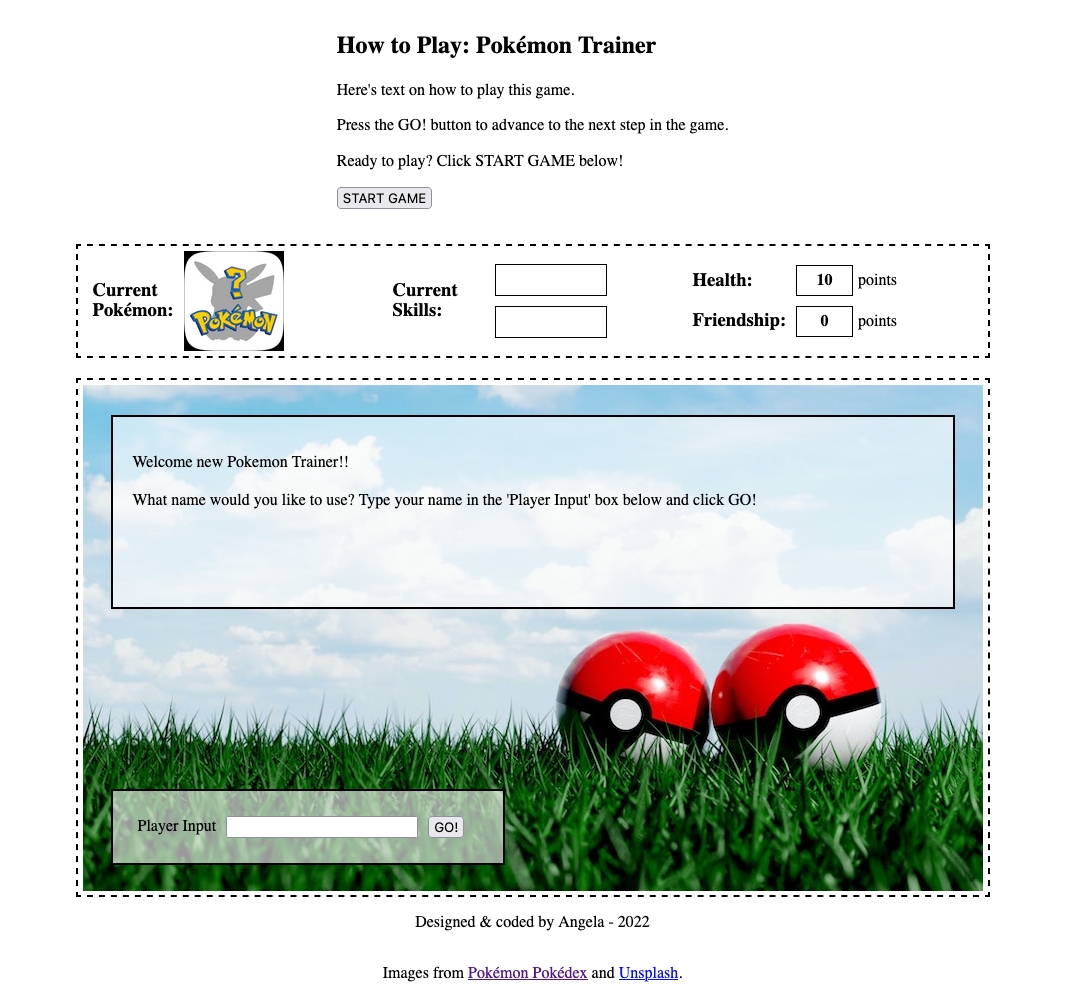 How to Play: Pokémon Trainer
Here's text on how to play this game.
Press the GO! button to advance to the next step in the game.
Ready to play? Click START GAME below!
START GAME
Current
Pokémon:
?
POKéMON
Current
Skills:
Health: 10 points
Friendship: 0 points
Welcome new Pokemon Trainer!!
What name would you like to use? Type your name in the 'Player Input' box below and click GO!
Player Input GO!
Designed & coded by Angela - 2022
Images from Pokémon Pokédex and Unsplash.